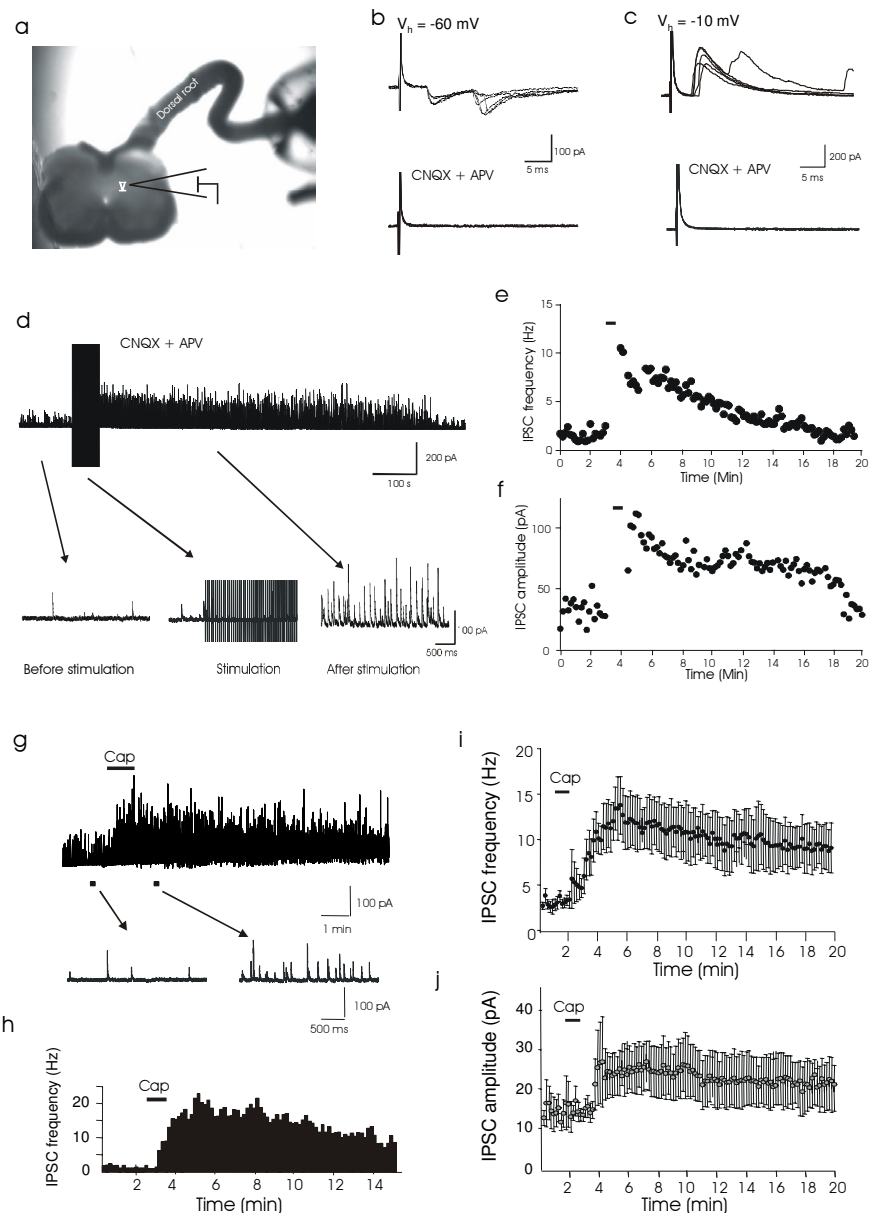 a
Dorsal root
V
b
Vh = -60 mV
100 pA
5 ms
CNQX + APV
c
Vh = -10 mV
200 pA
5 ms
CNQX + APV
d
CNQX + APV
200 pA
100 s
100 pA
500 ms
Before stimulation
Stimulation
After stimulation
e
IPSC frequency (Hz)
15
10
5
0
0 2 4 6 8 10 12 14 16 18 20
Time (Min)
f
IPSC amplitude (pA)
100
50
0
0 2 4 6 8 10 12 14 16 18 20
Time (Min)
g
Cap
100 pA
1 min
100 pA
500 ms
h
IPSC frequency (Hz)
Cap
20
10
0
2 4 6 8 10 12 14
Time (min)
i
IPSC frequency (Hz)
Cap
20
15
10
5
0
2 4 6 8 10 12 14 16 18 20
Time (min)
j
IPSC amplitude (pA)
Cap
40
30
20
10
0
2 4 6 8 10 12 14 16 18 20
Time (min)